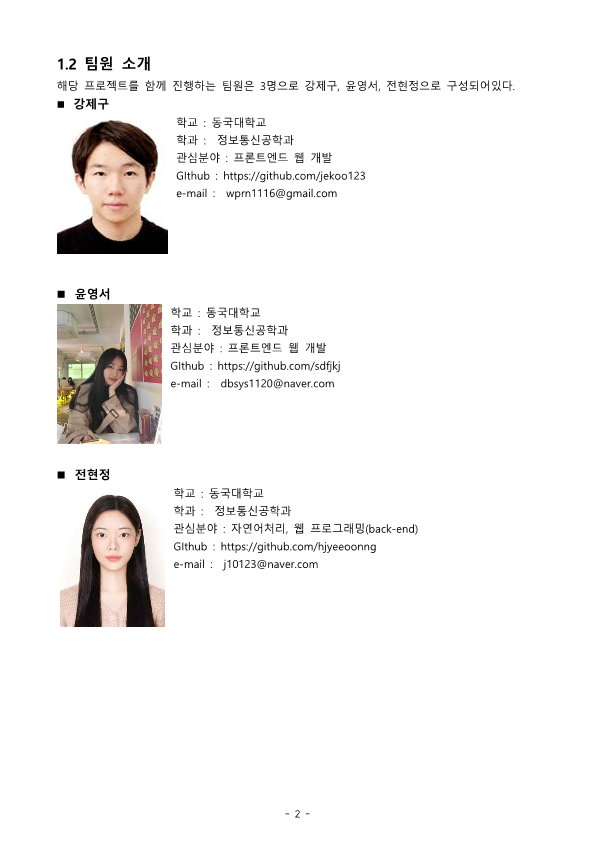 1.2 팀원 소개
해당 프로젝트를 함께 진행하는 팀원은 3명으로 강제구, 윤영서, 전현정으로 구성되어있다.
■ 강제구
학교 : 동국대학교
학과 : 정보통신공학과
관심분야 : 프론트엔드 웹 개발
GIthub : https://github.com/jekoo123
e-mail : wprn1116@gmail.com
■ 윤영서
학교 : 동국대학교
학과 : 정보통신공학과
관심분야 : 프론트엔드 웹 개발
GIthub : https://github.com/sdfjkj
e-mail : dbsys1120@naver.com
■ 전현정
학교 : 동국대학교
학과 : 정보통신공학과
관심분야 : 자연어처리, 웹 프로그래밍(back-end)
GIthub : https://github.com/hjyeeoonng
e-mail : j10123@naver.com
- 2 -